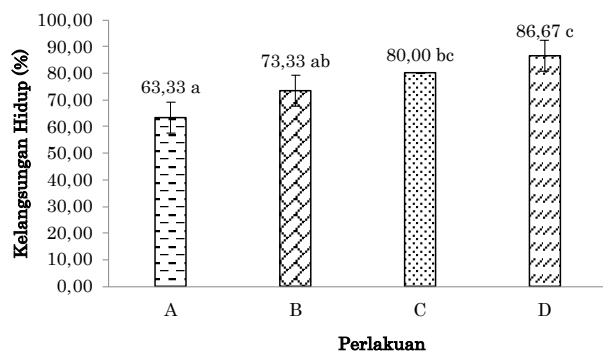 100,00
90,00
80,00
70,00
60,00
50,00
40,00
30,00
20,00
10,00
0,00
Kelangsungan Hidup (%)
63,33 a
73,33 ab
80,00 bc
86,67 c
A B C D
Perlakuan